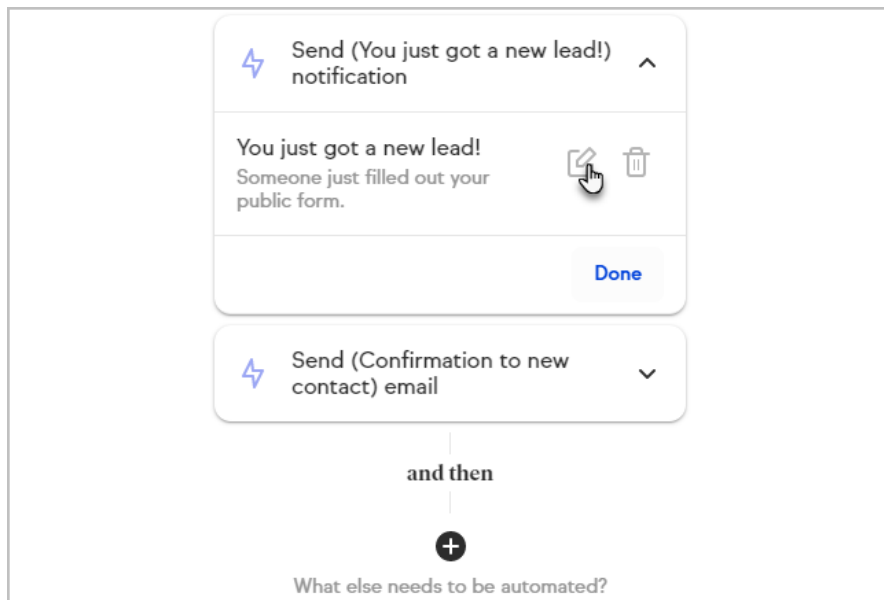 Send (You just got a new lead!)
notification
You just got a new lead!
Someone just filled out your
public form.
Done
Send (Confirmation to new
contact) email
and then
What else needs to be automated?